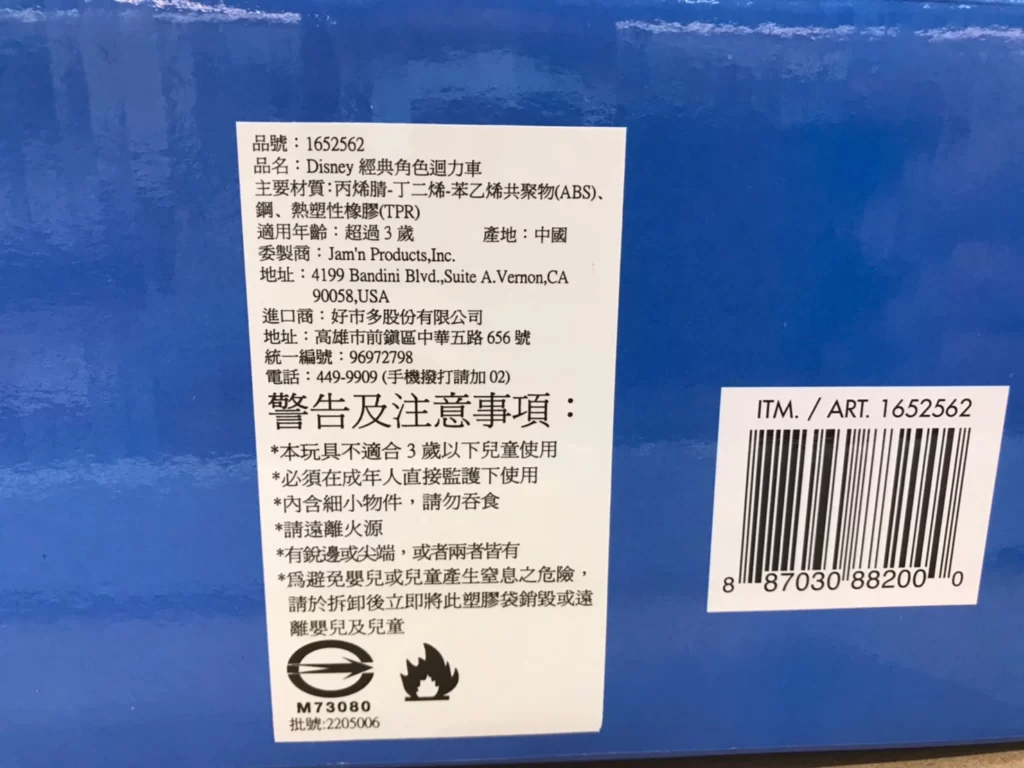 品號：1652562
品名：Disney 經典角色迴力車
主要材質：丙烯腈-丁二烯-苯乙烯共聚物(ABS)、
鋼、熱塑性橡膠(TPR)
適用年齡：超過 3 歲 產地：中國
委製商：Jam'n Products,Inc.
地址：4199 Bandini Blvd.,Suite A.Vernon,CA
90058,USA
進口商：好市多股份有限公司
地址：高雄市前鎮區中華五路 656 號
統一編號：96972798
電話：449-9909 (手機撥打請加 02)
警告及注意事項：
*本玩具不適合 3 歲以下兒童使用
*必須在成年人直接監護下使用
*內含細小物件，請勿吞食
*請遠離火源
*有銳邊或尖端，或者兩者皆有
*爲避免嬰兒或兒童產生窒息之危險，
請於拆卸後立即將此塑膠袋銷毀或遠
離嬰兒及兒童
M73080
批號:2205006
ITM. / ART. 1652562
8 87030 88200 0